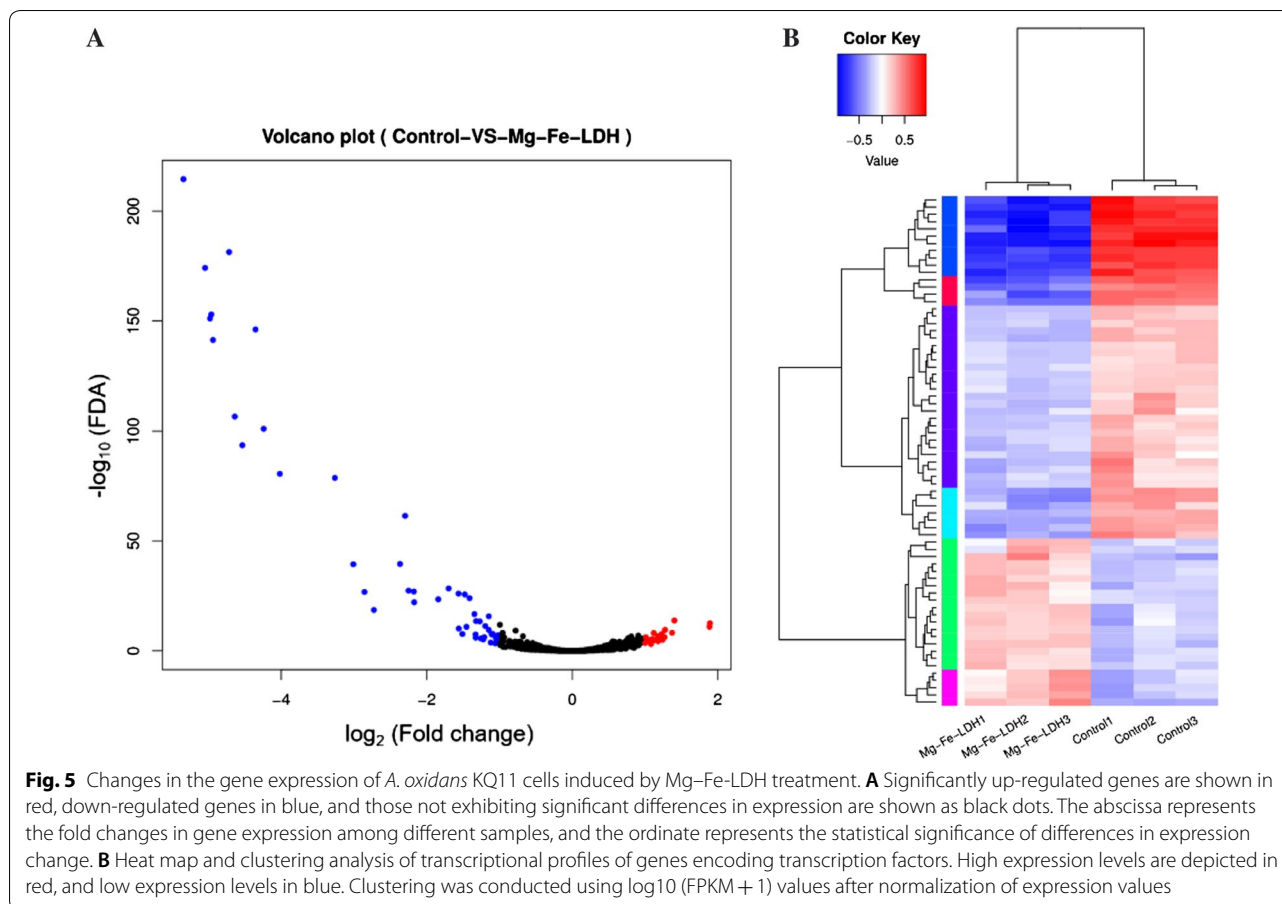 A
B
Color Key
−0.5 0.5
Value
Volcano plot ( Control−VS−Mg−Fe−LDH )
200
150
100
50
0
-log10 (FDA)
−4 −2 0 2
log2 (Fold change)
Mg−Fe−LDH1 Mg−Fe−LDH2 Mg−Fe−LDH3 Control1 Control2 Control3
Fig. 5 Changes in the gene expression of A. oxidans KQ11 cells induced by Mg–Fe-LDH treatment. A Significantly up-regulated genes are shown in
red, down-regulated genes in blue, and those not exhibiting significant differences in expression are shown as black dots. The abscissa represents
the fold changes in gene expression among different samples, and the ordinate represents the statistical significance of differences in expression
change. B Heat map and clustering analysis of transcriptional profiles of genes encoding transcription factors. High expression levels are depicted in
red, and low expression levels in blue. Clustering was conducted using log10 (FPKM + 1) values after normalization of expression values